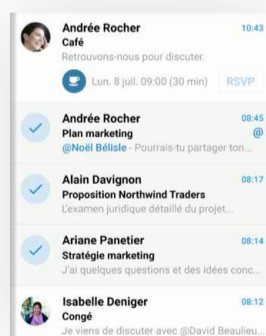 Andrée Rocher 10:43
Café
Retrouvons-nous pour discuter.
Lun. 8 juil. 09:00 (30 min) RSVP
Andrée Rocher 08:45
Plan marketing @
@Noël Bélisle - Pourrais-tu partager ton...
Alain Davignon 08:17
Proposition Northwind Traders
L'examen juridique détaillé du projet...
Ariane Panetier 08:14
Stratégie marketing
J'ai quelques questions et des idées conc...
Isabelle Deniger 08:12
Congé
Je viens de discuter avec @David Beaulieu...